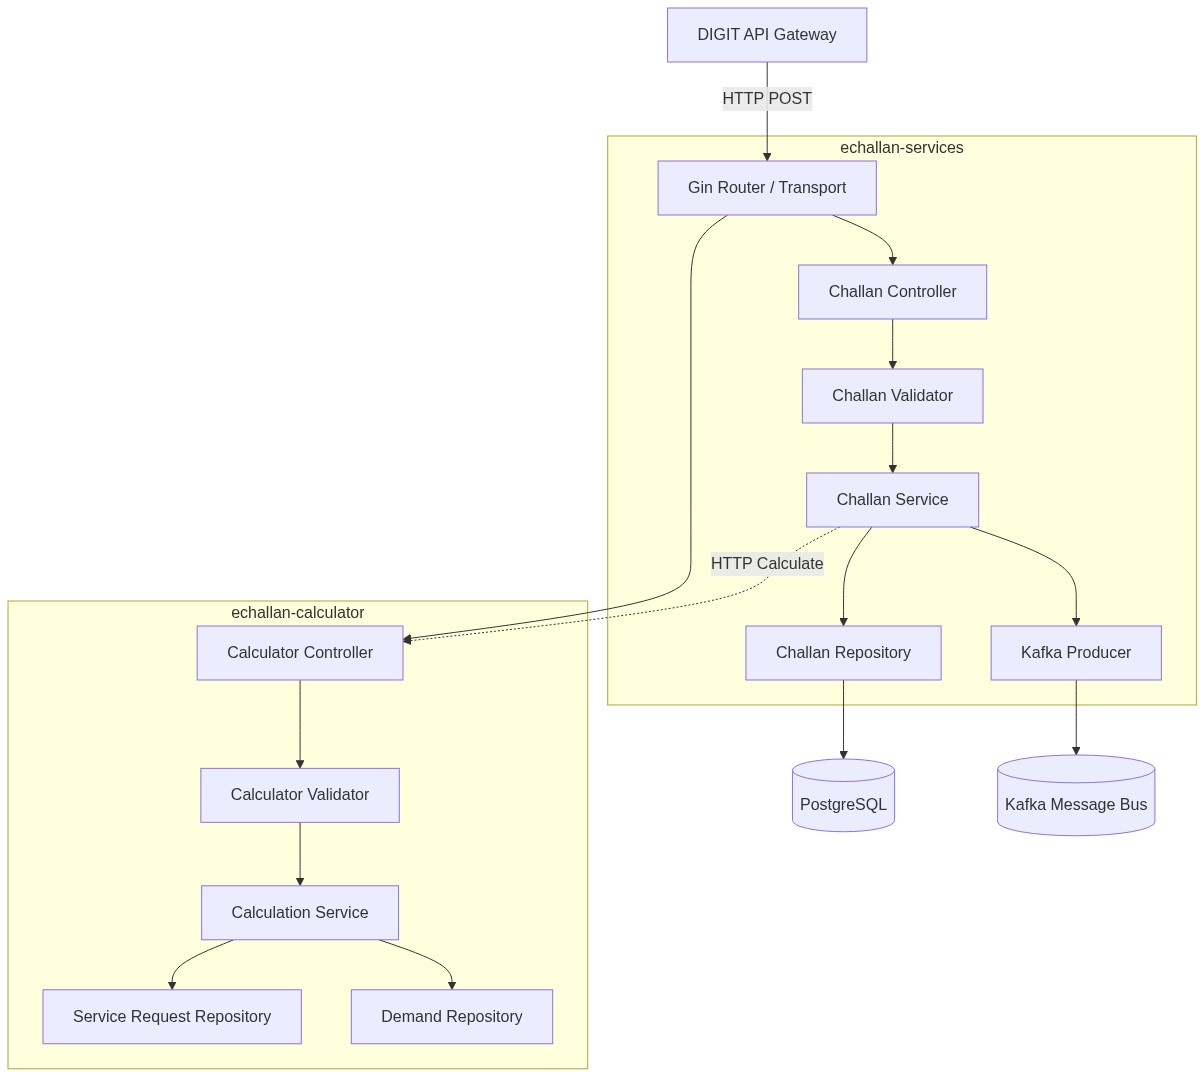 DIGIT API Gateway
HTTP POST
echallan-services
Gin Router / Transport
Challan Controller
Challan Validator
Challan Service
HTTP Calculate
echallan-calculator
Calculator Controller
Challan Repository
Kafka Producer
Calculator Validator
PostgreSQL
Kafka Message Bus
Calculation Service
Service Request Repository
Demand Repository